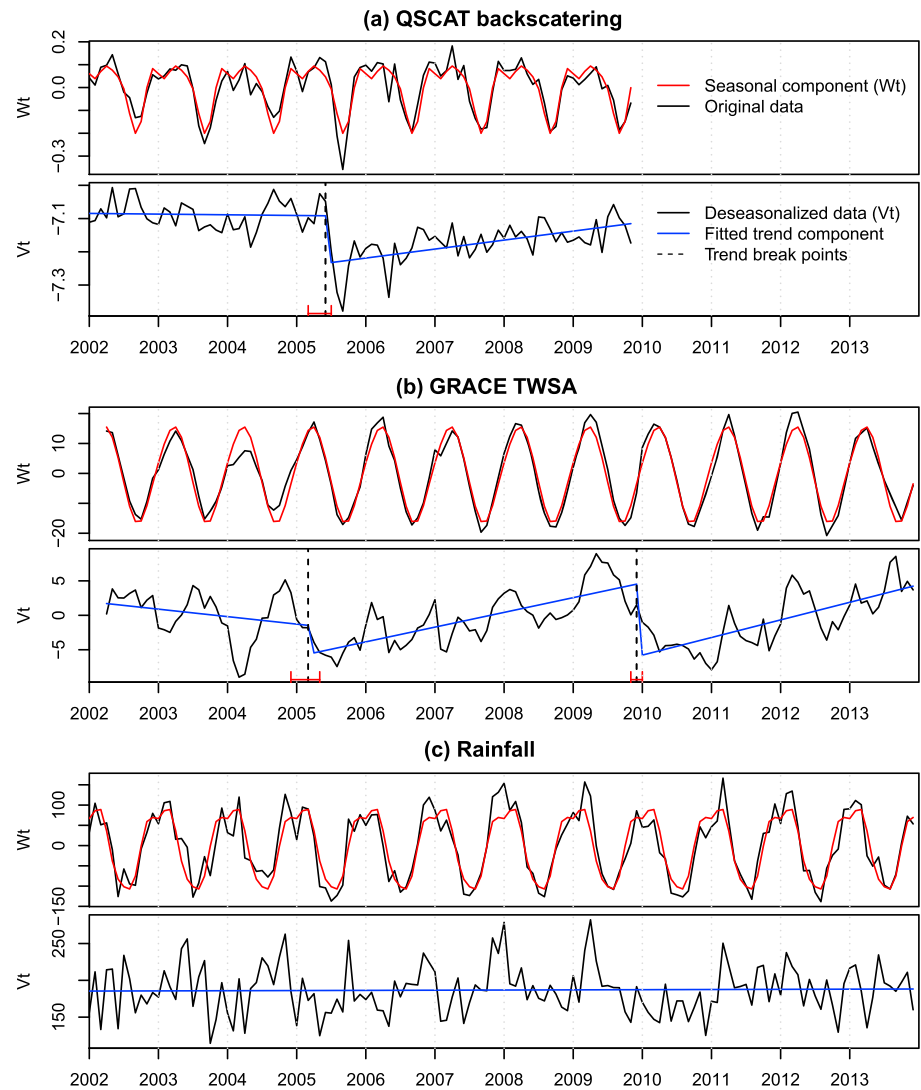 (a) QSCAT backscatering
Wt
0.2
0.0
−0.3
Seasonal component (Wt)
Original data
Vt
−7.1
−7.3
Deseasonalized data (Vt)
Fitted trend component
Trend break points
2002 2003 2004 2005 2006 2007 2008 2009 2010 2011 2012 2013
(b) GRACE TWSA
Wt
10
0
−20
Vt
5
0
−5
2002 2003 2004 2005 2006 2007 2008 2009 2010 2011 2012 2013
(c) Rainfall
Wt
100
0
−150
Vt
250
150
2002 2003 2004 2005 2006 2007 2008 2009 2010 2011 2012 2013